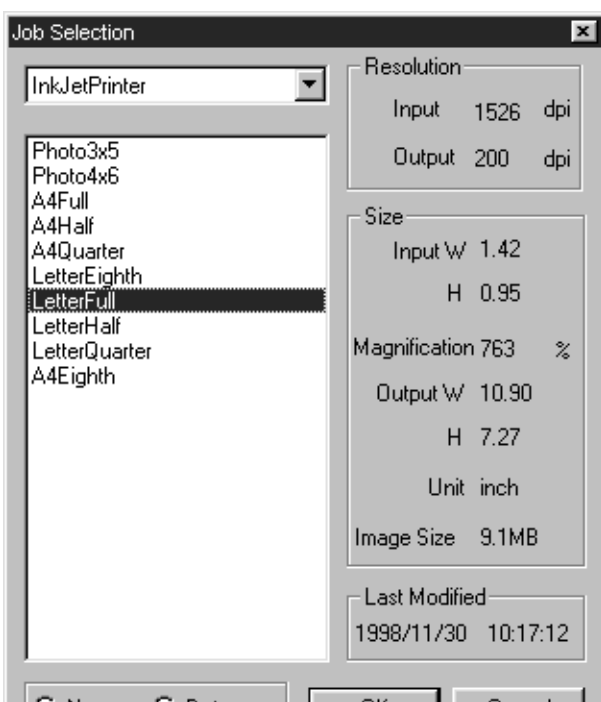 Job Selection
InkJetPrinter
Photo3x5
Photo4x6
A4Full
A4Half
A4Quarter
LetterEighth
LetterFull
LetterHalf
LetterQuarter
A4Eighth
Resolution
Input 1526 dpi
Output 200 dpi
Size
Input W 1.42
H 0.95
Magnification 763 %
Output W 10.90
H 7.27
Unit inch
Image Size 9.1MB
Last Modified
1998/11/30 10:17:12